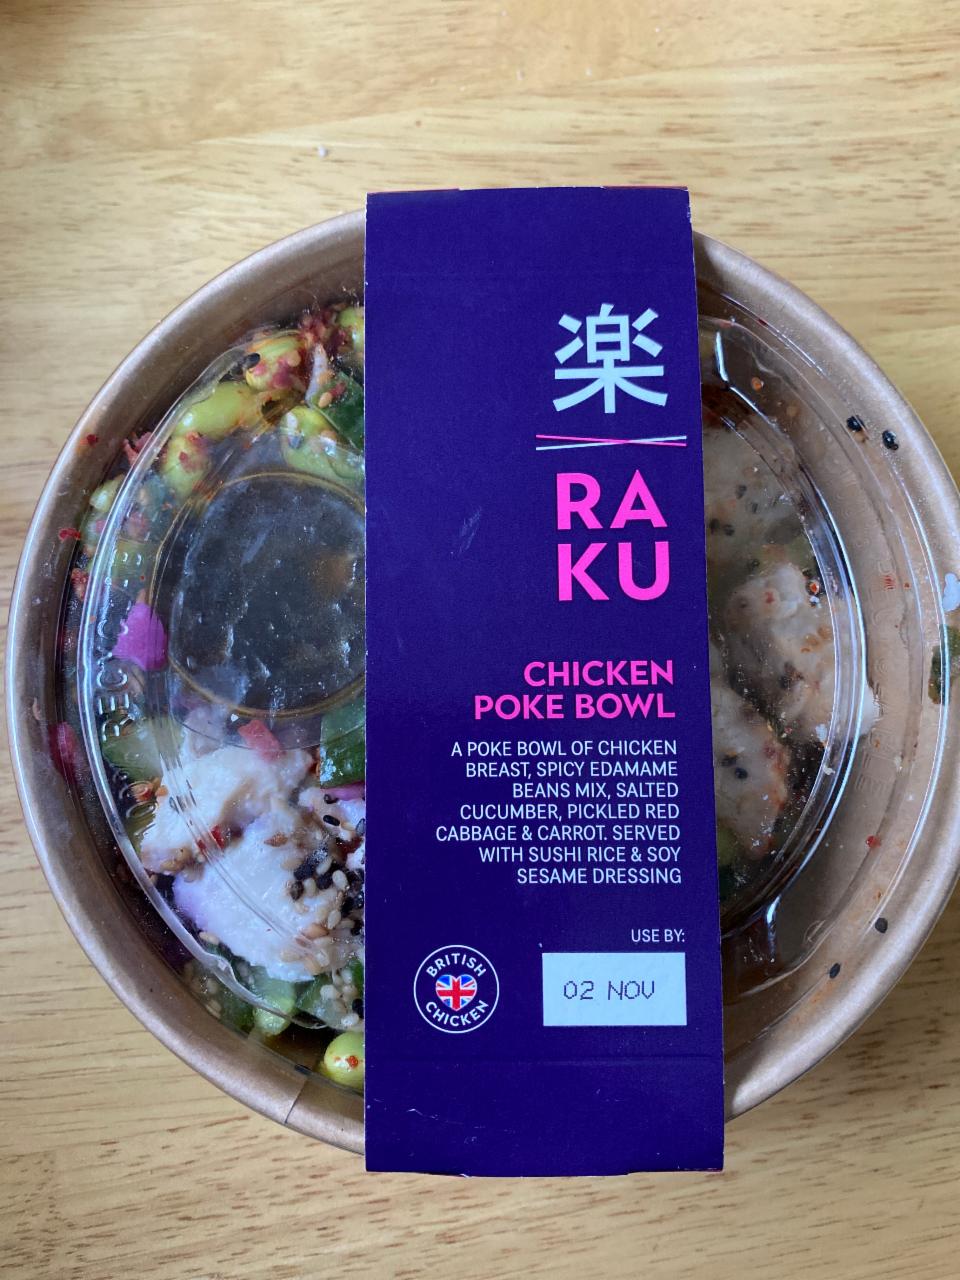 楽
RA
KU
CHICKEN
POKE BOWL
A POKE BOWL OF CHICKEN
BREAST, SPICY EDAMAME
BEANS MIX, SALTED
CUCUMBER, PICKLED RED
CABBAGE & CARROT. SERVED
WITH SUSHI RICE & SOY
SESAME DRESSING
USE BY:
02 NOV
BRITISH
CHICKEN